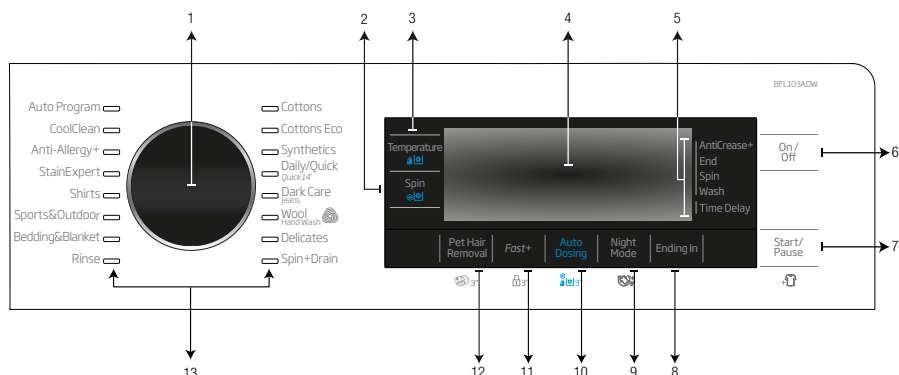 1
2
3
4
5
BFL103ADW
Auto Program
CoolClean
Anti-Allergy+
StainExpert
Shirts
Sports&Outdoor
Bedding&Blanket
Rinse
Cottons
Cottons Eco
Synthetics
Daily/Quick
Quick 14'
Dark Care
Jeans
Wool
Hand Wash
Delicates
Spin+Drain
Temperature
Spin
AntiCrease+
End
Spin
Wash
Time Delay
On/
Off
6
Pet Hair
Removal
Fast+
Auto
Dosing
Night
Mode
Ending In
Start/
Pause
7
3"
3"
3"
+
13
12
11
10
9
8